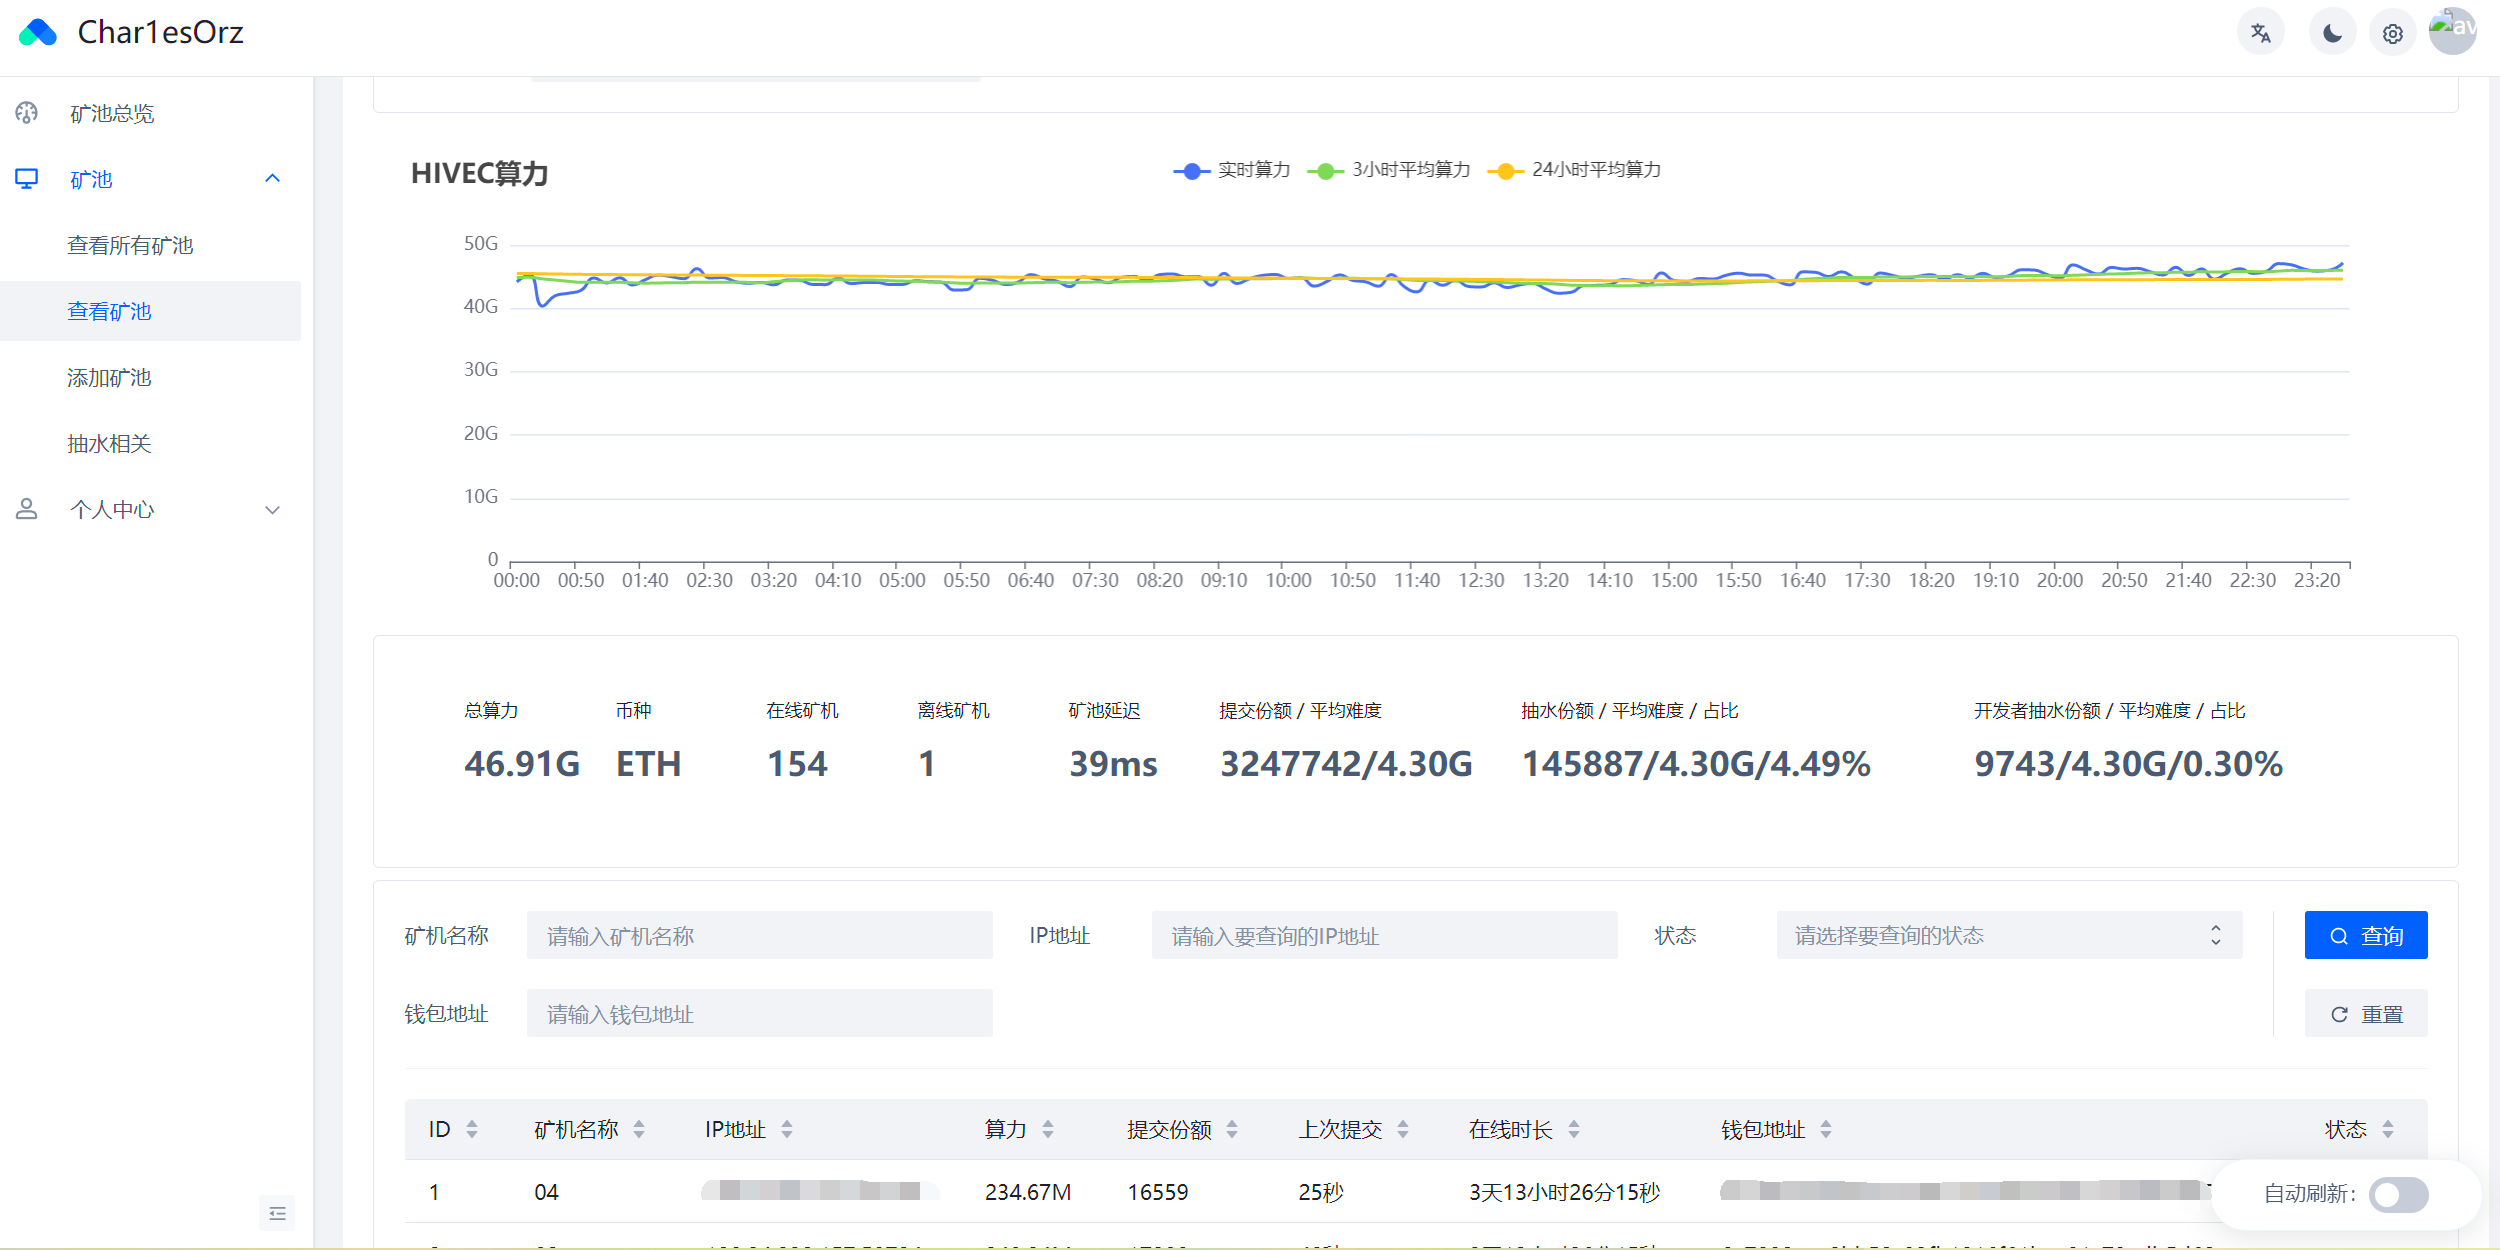 Char1esOrz
矿池总览
矿池
查看所有矿池
查看矿池
添加矿池
抽水相关
个人中心
HIVEC算力
实时算力 3小时平均算力 24小时平均算力
50G
40G
30G
20G
10G
0
00:00 00:50 01:40 02:30 03:20 04:10 05:00 05:50 06:40 07:30 08:20 09:10 10:00 10:50 11:40 12:30 13:20 14:10 15:00 15:50 16:40 17:30 18:20 19:10 20:00 20:50 21:40 22:30 23:20
总算力 币种 在线矿机 离线矿机 矿池延迟 提交份额 / 平均难度 抽水份额 / 平均难度 / 占比 开发者抽水份额 / 平均难度 / 占比
46.91G ETH 154 1 39ms 3247742/4.30G 145887/4.30G/4.49% 9743/4.30G/0.30%
矿机名称 请输入矿机名称 IP地址 请输入要查询的IP地址 状态 请选择要查询的状态 查询
钱包地址 请输入钱包地址 重置
ID 矿机名称 IP地址 算力 提交份额 上次提交 在线时长 钱包地址 状态
1 04 234.67M 16559 25秒 3天13小时26分15秒
自动刷新: